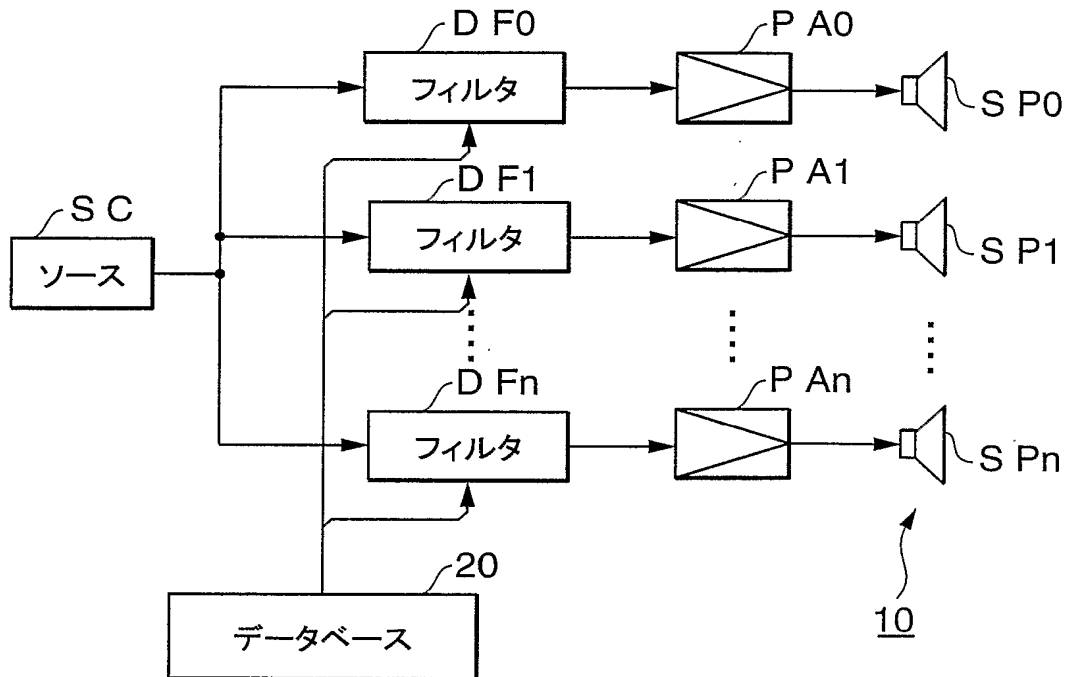 D F0
P A0
フィルタ
S P0
D F1
P A1
S C
フィルタ
S P1
ソース
D Fn
P An
フィルタ
S Pn
20
データベース
10